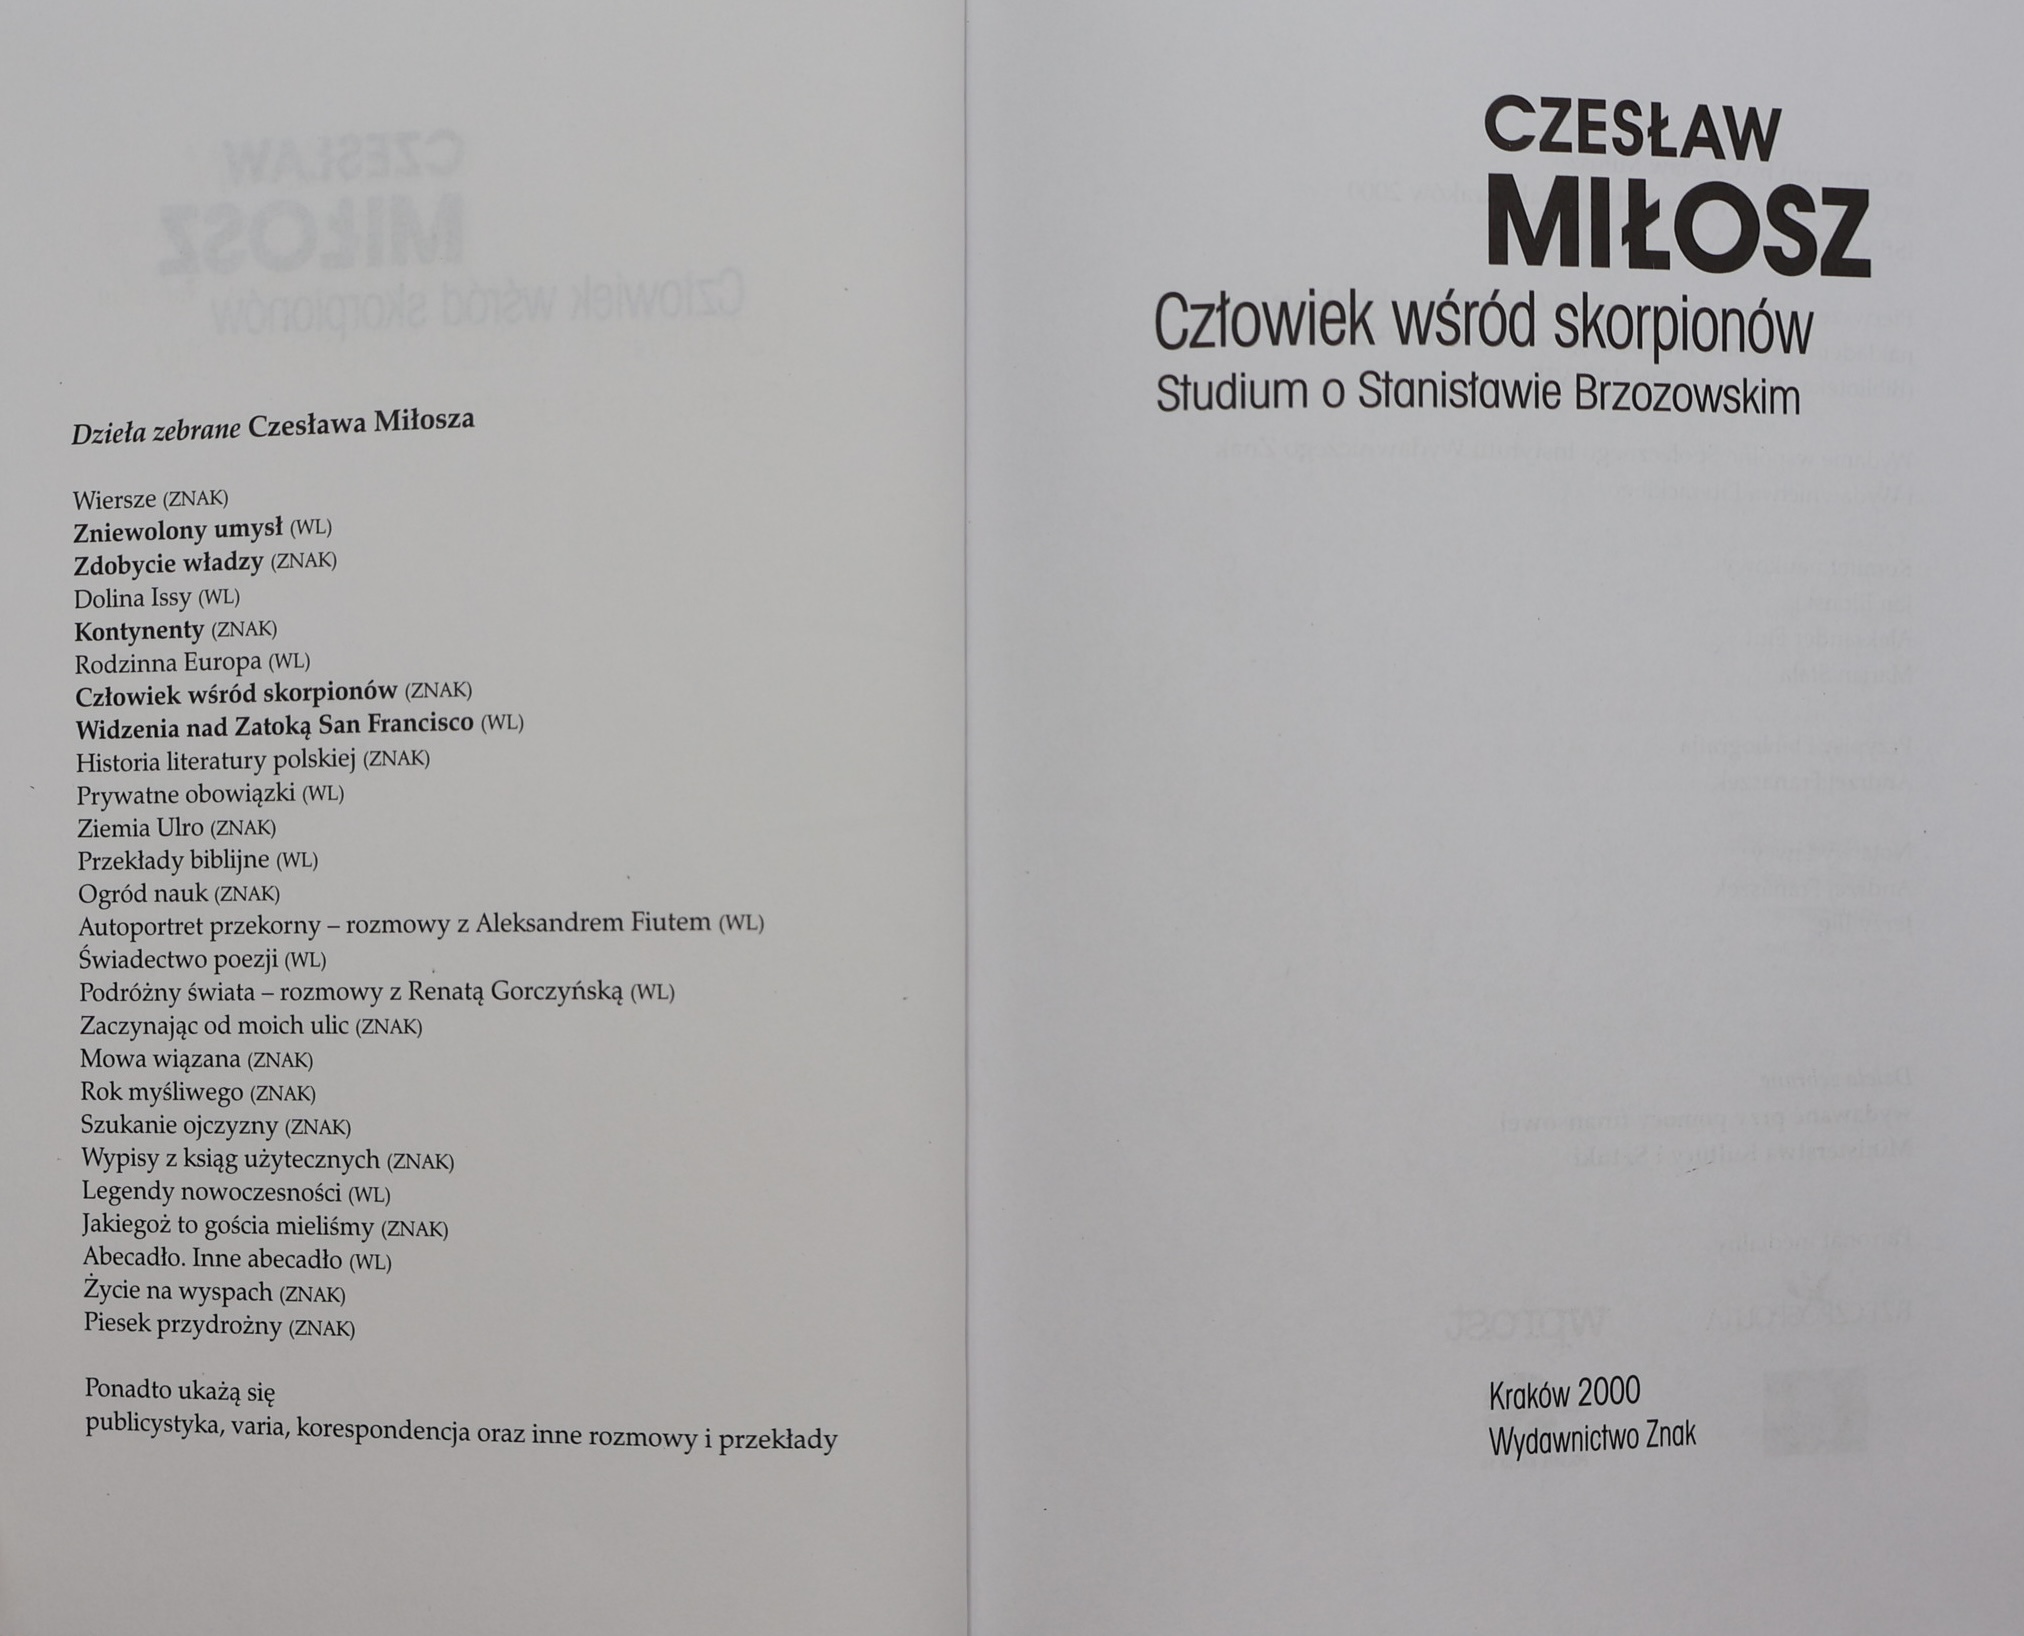 Dzieła zebrane Czesława Miłosza
Wiersze (ZNAK)
Zniewolony umysł (WL)
Zdobycie władzy (ZNAK)
Dolina Issy (WL)
Kontynenty (ZNAK)
Rodzinna Europa (WL)
Człowiek wśród skorpionów (ZNAK)
Widzenia nad Zatoką San Francisco (WL)
Historia literatury polskiej (ZNAK)
Prywatne obowiązki (WL)
Ziemia Ulro (ZNAK)
Przekłady biblijne (WL)
Ogród nauk (ZNAK)
Autoportret przekorny – rozmowy z Aleksandrem Fiutem (WL)
Świadectwo poezji (WL)
Podróżny świata – rozmowy z Renatą Gorczyńską (WL)
Zaczynając od moich ulic (ZNAK)
Mowa wiązana (ZNAK)
Rok myśliwego (ZNAK)
Szukanie ojczyzny (ZNAK)
Wypisy z ksiąg użytecznych (ZNAK)
Legendy nowoczesności (WL)
Jakiegoż to gościa mieliśmy (ZNAK)
Abecadło. Inne abecadło (WL)
Życie na wyspach (ZNAK)
Piesek przydrożny (ZNAK)
Ponadto ukażą się
publicystyka, varia, korespondencja oraz inne rozmowy i przekłady
CZESŁAW
MIŁOSZ
Człowiek wśród skorpionów
Studium o Stanisławie Brzozowskim
Kraków 2000
Wydawnictwo Znak